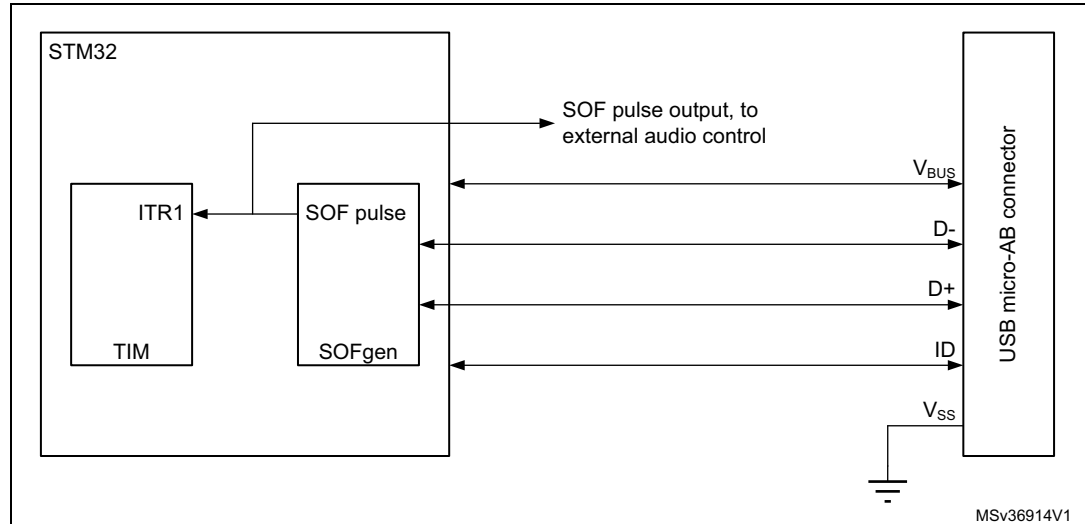 STM32
SOF pulse output, to
external audio control
VBUS
ITR1
SOF pulse
D-
D+
TIM
SOFgen
ID
VSS
USB micro-AB connector
MSv36914V1